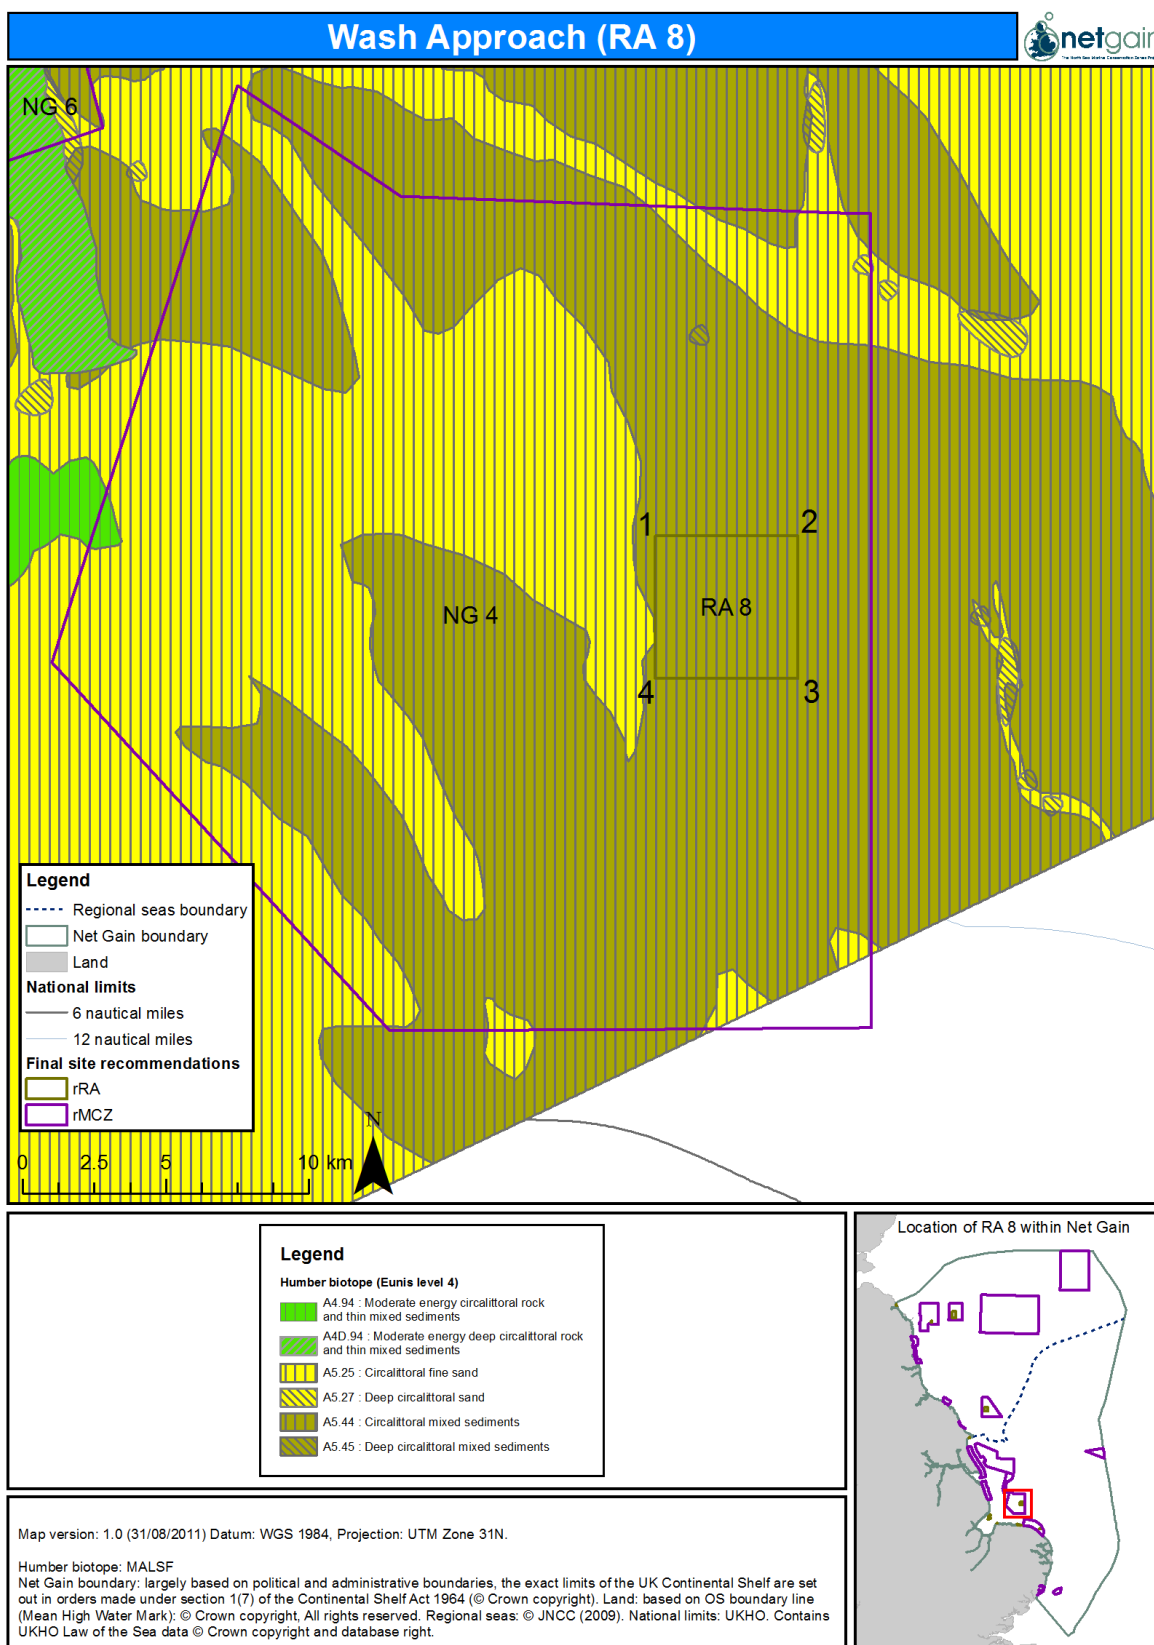 Wash Approach (RA 8)
netgain
NG 6
1
2
NG 4
RA 8
4
3
Legend
Regional seas boundary
Net Gain boundary
Land
National limits
6 nautical miles
12 nautical miles
Final site recommendations
rRA
rMCZ
N
0 2.5 5 10 km
Legend
Humber biotope (Eunis level 4)
A4.94 : Moderate energy circalittoral rock
and thin mixed sediments
A4D.94 : Moderate energy deep circalittoral rock
and thin mixed sediments
A5.25 : Circalittoral fine sand
A5.27 : Deep circalittoral sand
A5.44 : Circalittoral mixed sediments
A5.45 : Deep circalittoral mixed sediments
Location of RA 8 within Net Gain
Map version: 1.0 (31/08/2011) Datum: WGS 1984, Projection: UTM Zone 31N.
Humber biotope: MALSF
Net Gain boundary: largely based on political and administrative boundaries, the exact limits of the UK Continental Shelf are set
out in orders made under section 1(7) of the Continental Shelf Act 1964 (© Crown copyright). Land: based on OS boundary line
(Mean High Water Mark): © Crown copyright, All rights reserved. Regional seas: © JNCC (2009). National limits: UKHO. Contains
UKHO Law of the Sea data © Crown copyright and database right.